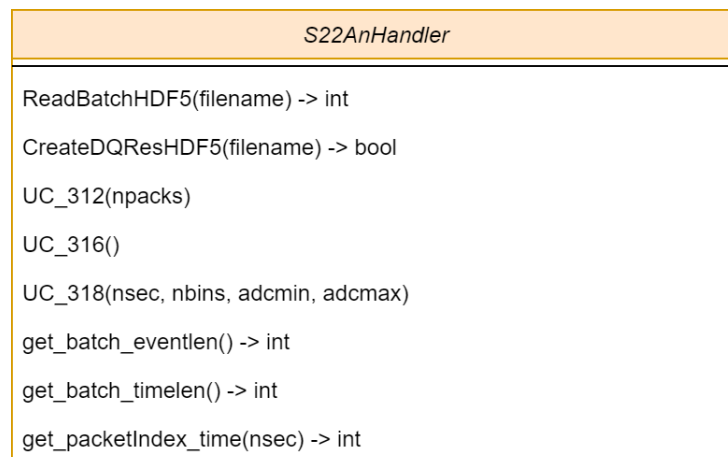 S22AnHandler
ReadBatchHDF5(filename) -> int
CreateDQResHDF5(filename) -> bool
UC_312(npacks)
UC_316()
UC_318(nsec, nbins, adcmin, adcmax)
get_batch_eventlen() -> int
get_batch_timelen() -> int
get_packetIndex_time(nsec) -> int